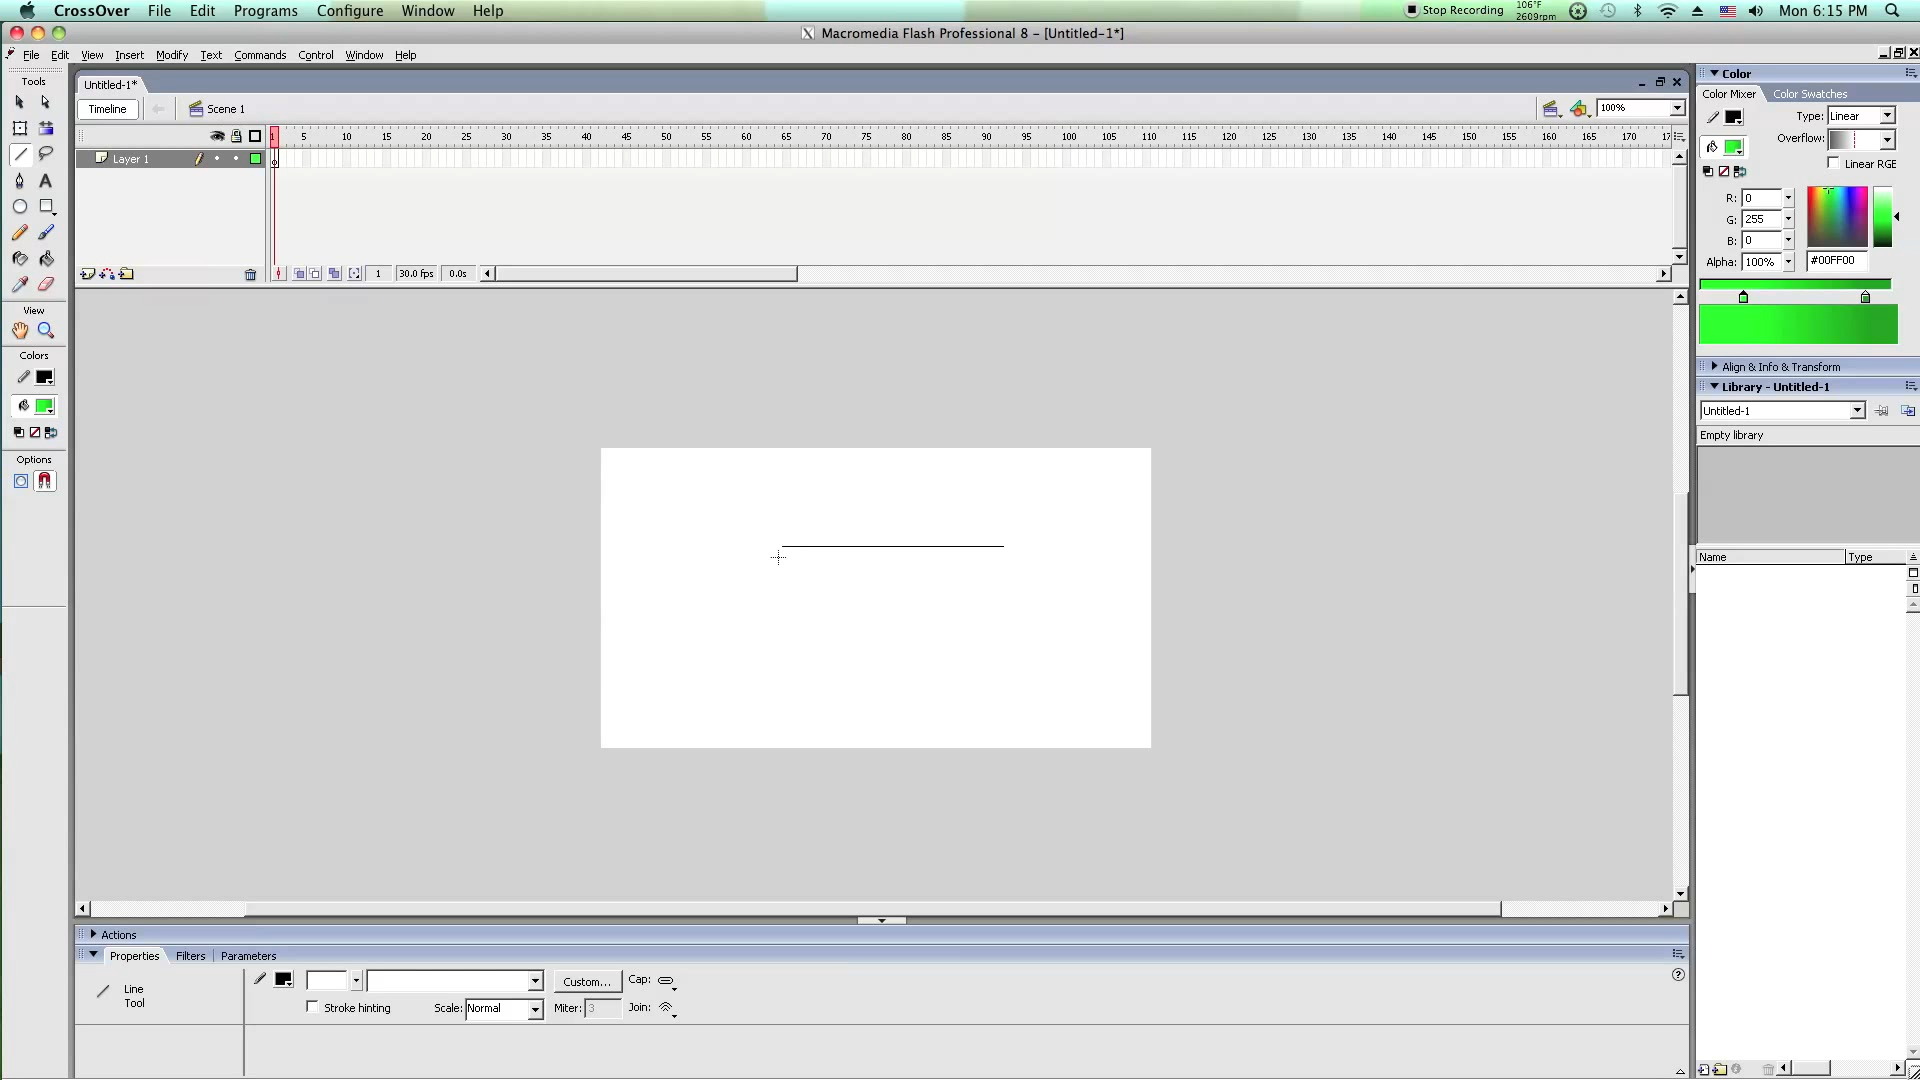 CrossOver File Edit Programs Configure Window Help Stop Recording 106°F 2609rpm Mon 6:15 PM
Macromedia Flash Professional 8 - [Untitled-1*]
File Edit View Insert Modify Text Commands Control Window Help
Tools
Untitled-1*
Timeline Scene 1 100%
1 5 10 15 20 25 30 35 40 45 50 55 60 65 70 75 80 85 90 95 100 105 110 115 120 125 130 135 140 145 150 155 160 165 170 17
Layer 1
1 30.0 fps 0.0s
View
Colors
Options
Color
Color Mixer Color Swatches
Type: Linear
Overflow:
Linear RGE
R: 0
G: 255
B: 0
Alpha: 100% #00FF00
Align & Info & Transform
Library - Untitled-1
Untitled-1
Empty library
Name Type
Actions
Properties Filters Parameters
Line
Tool
Custom... Cap:
Stroke hinting Scale: Normal Miter: 3 Join: